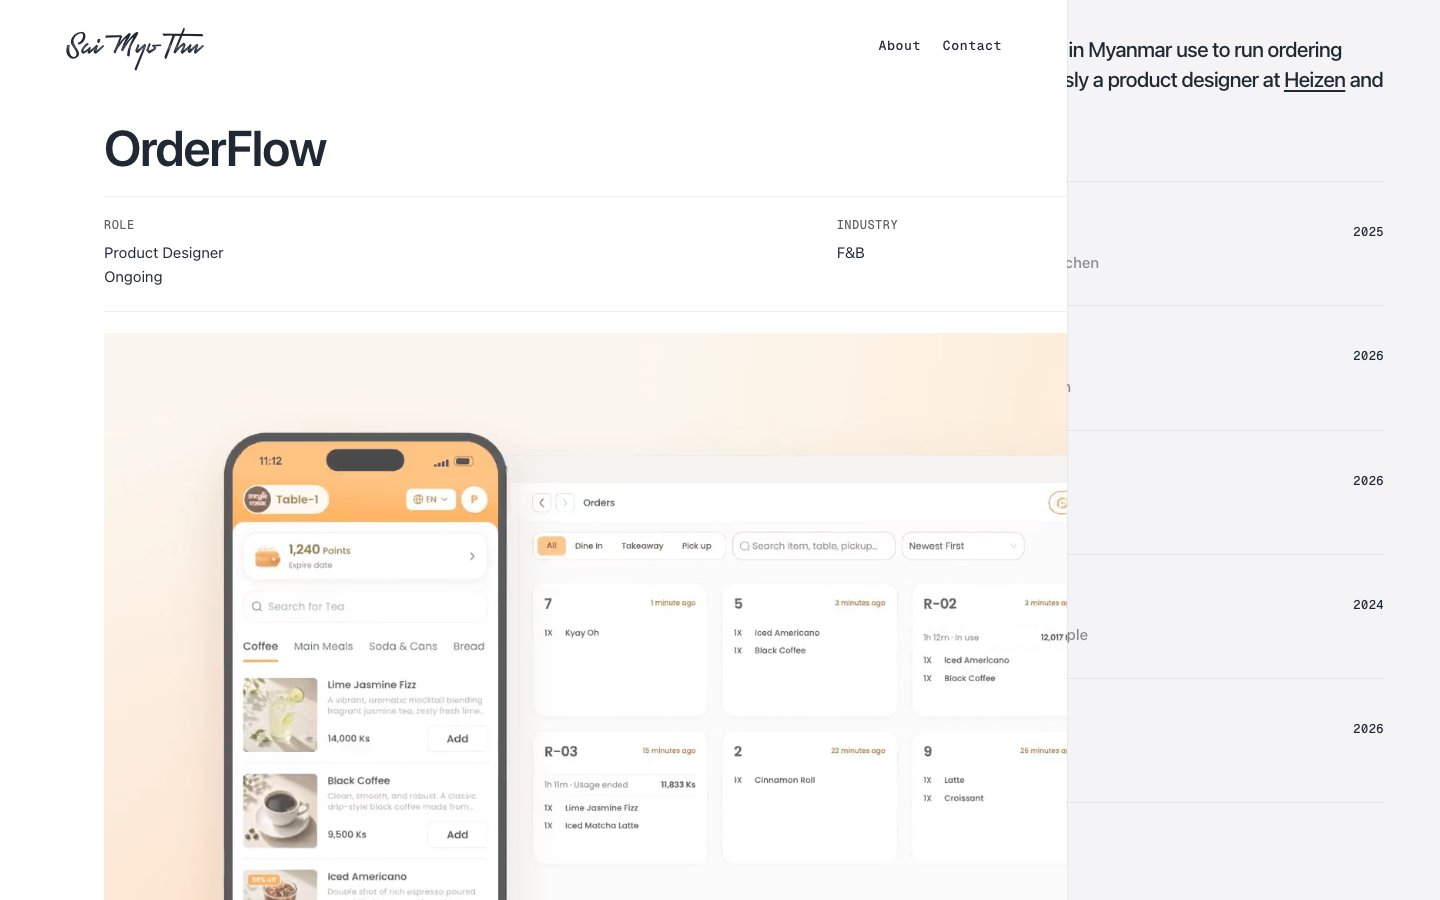 Sai Myo Thu
About Contact
in Myanmar use to run ordering
sly a product designer at Heizen and
OrderFlow
ROLE
Product Designer
Ongoing
INDUSTRY
F&B
2025
chen
2026
2026
2024
ple
2026
11:12
Table-1
EN
P
1,240 Points
Expire date
Search for Tea
Coffee Main Meals Soda & Cans Bread
Lime Jasmine Fizz
A vibrant, aromatic mocktail blending
fragrant jasmine tea, zesty fresh lime...
14,000 Ks
Add
Black Coffee
Clean, smooth, and robust. A classic
drip-style black coffee made from...
9,500 Ks
Add
58% off
Iced Americano
Double shot of rich espresso poured
Orders
All Dine In Takeaway Pick up
Search item, table, pickup...
Newest First
7
1 minute ago
1X Kyay Oh
5
3 minutes ago
1X Iced Americano
1X Black Coffee
R-02
3 minutes ag
1h 12m · In use
12,017
1X Iced Americano
1X Black Coffee
R-03
15 minutes ago
1h 11m · Usage ended
11,833 Ks
1X Lime Jasmine Fizz
1X Iced Matcha Latte
2
22 minutes ago
1X Cinnamon Roll
9
26 minutes ag
1X Latte
1X Croissant